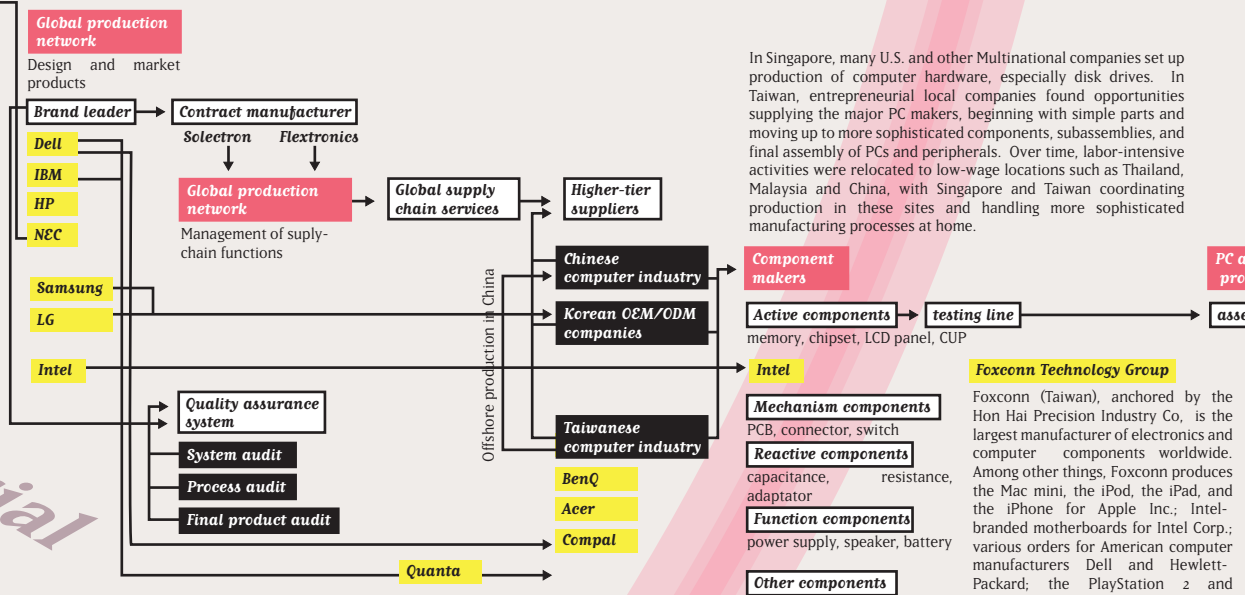 Global production
network
Design and market
products
Brand leader
Contract manufacturer
Solectron
Flextronics
Dell
IBM
HP
NEC
Global production
network
Management of suply-
chain functions
Global supply
chain services
Higher-tier
suppliers
Samsung
LG
Intel
Offshore production in China
Chinese
computer industry
Korean OEM/ODM
companies
Taiwanese
computer industry
BenQ
Acer
Compal
Quanta
Quality assurance
system
System audit
Process audit
Final product audit
In Singapore, many U.S. and other Multinational companies set up
production of computer hardware, especially disk drives. In
Taiwan, entrepreneurial local companies found opportunities
supplying the major PC makers, beginning with simple parts and
moving up to more sophisticated components, subassemblies, and
final assembly of PCs and peripherals. Over time, labor-intensive
activities were relocated to low-wage locations such as Thailand,
Malaysia and China, with Singapore and Taiwan coordinating
production in these sites and handling more sophisticated
manufacturing processes at home.
Component
makers
PC
Active components
testing line
memory, chipset, LCD panel, CUP
Intel
Mechanism components
PCB, connector, switch
Reactive components
capacitance, resistance,
adaptator
Function components
power supply, speaker, battery
Other components
Foxconn Technology Group
Foxconn (Taiwan), anchored by the
Hon Hai Precision Industry Co, is the
largest manufacturer of electronics and
computer components worldwide.
Among other things, Foxconn produces
the Mac mini, the iPod, the iPad, and
the iPhone for Apple Inc.; Intel-
branded motherboards for Intel Corp.;
various orders for American computer
manufacturers Dell and Hewlett-
Packard; the PlayStation 2 and